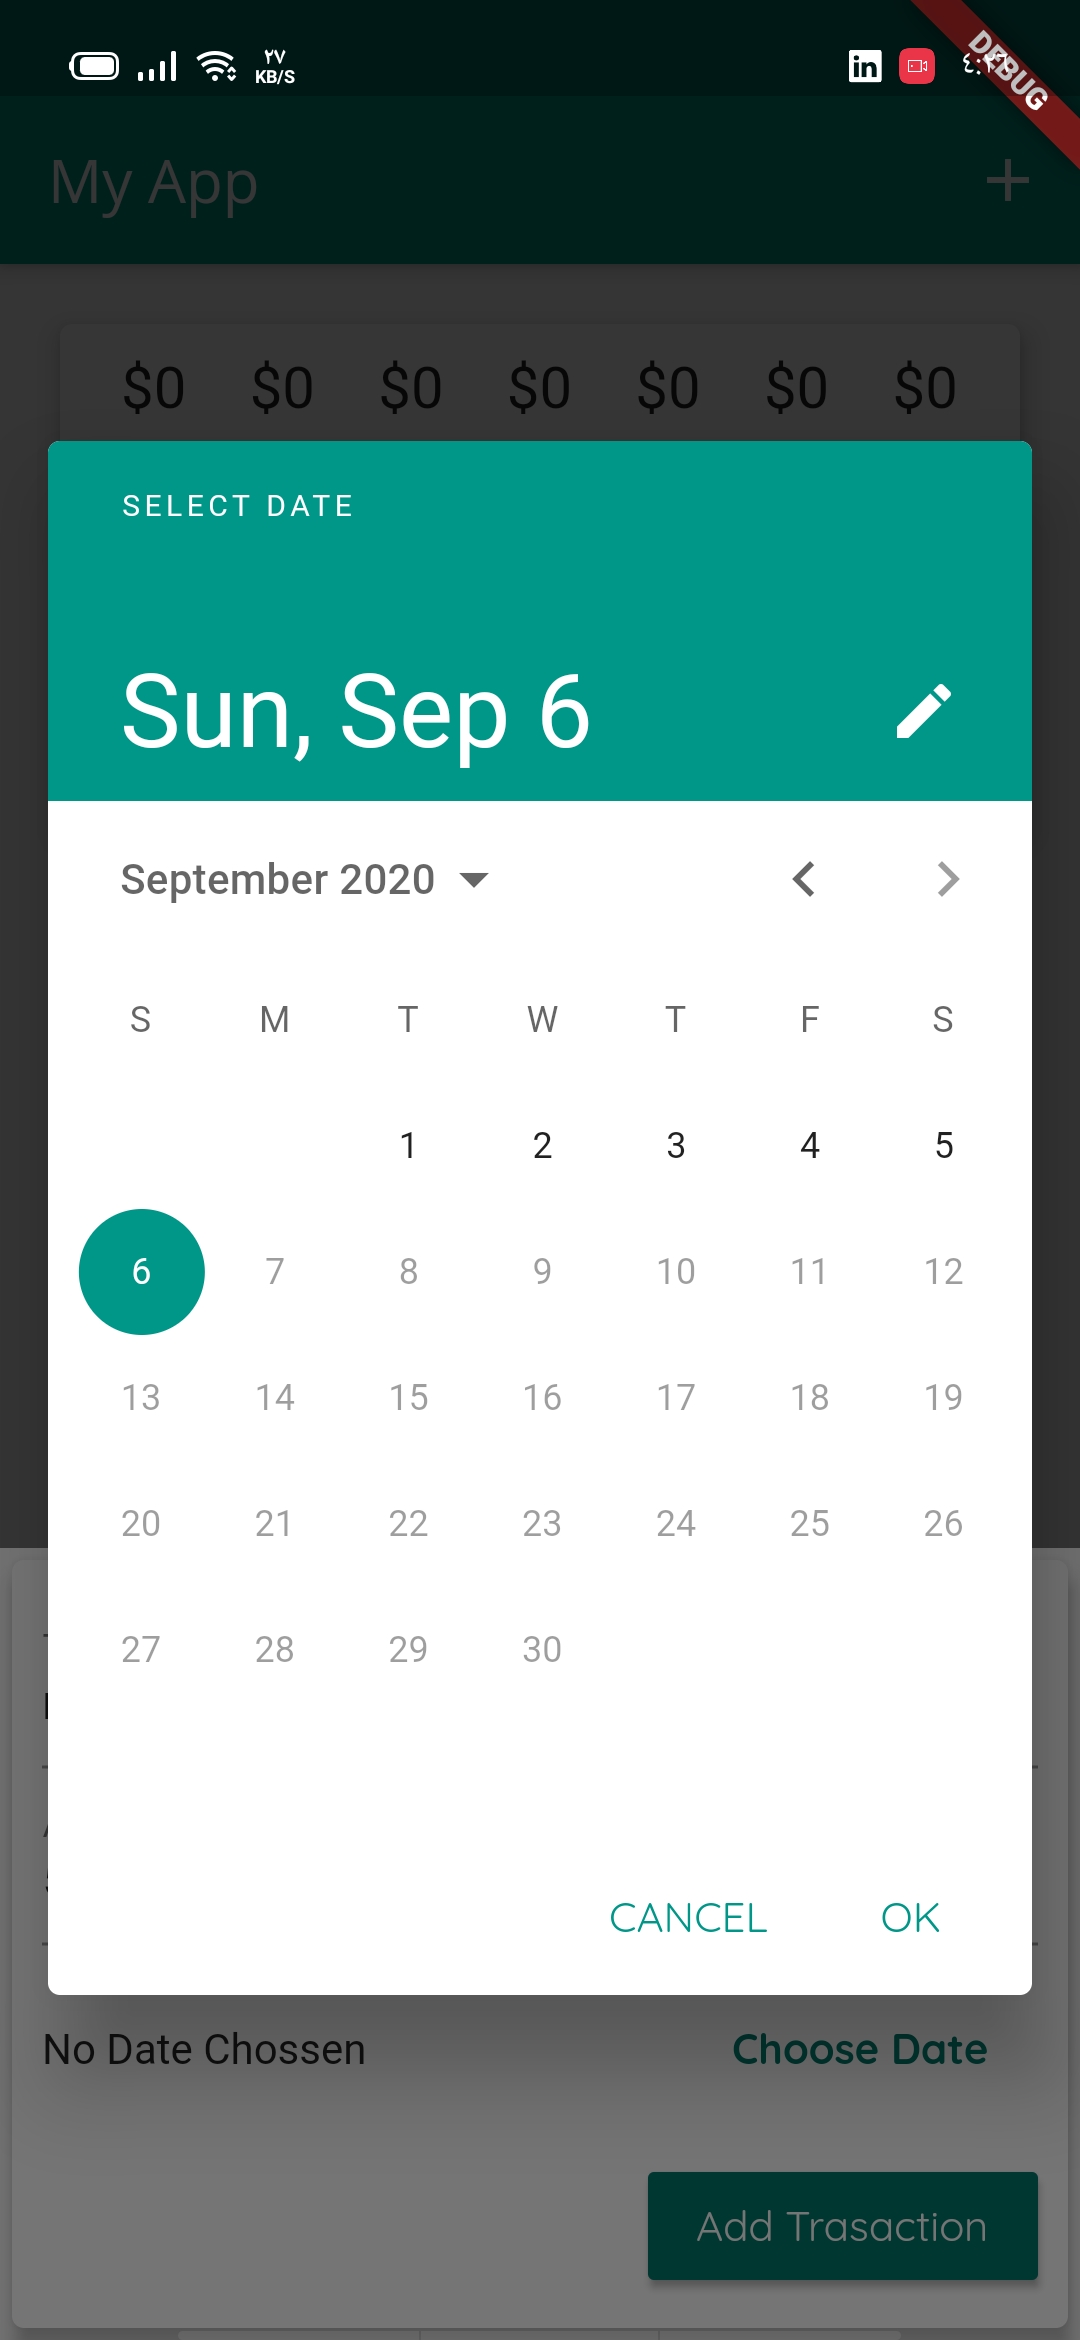 ٢٧
KB/S
in
DEBUG
My App
$0 $0 $0 $0 $0 $0 $0
SELECT DATE
Sun, Sep 6
September 2020
S M T W T F S
1 2 3 4 5
6 7 8 9 10 11 12
13 14 15 16 17 18 19
20 21 22 23 24 25 26
27 28 29 30
CANCEL OK
No Date Chossen Choose Date
Add Trasaction